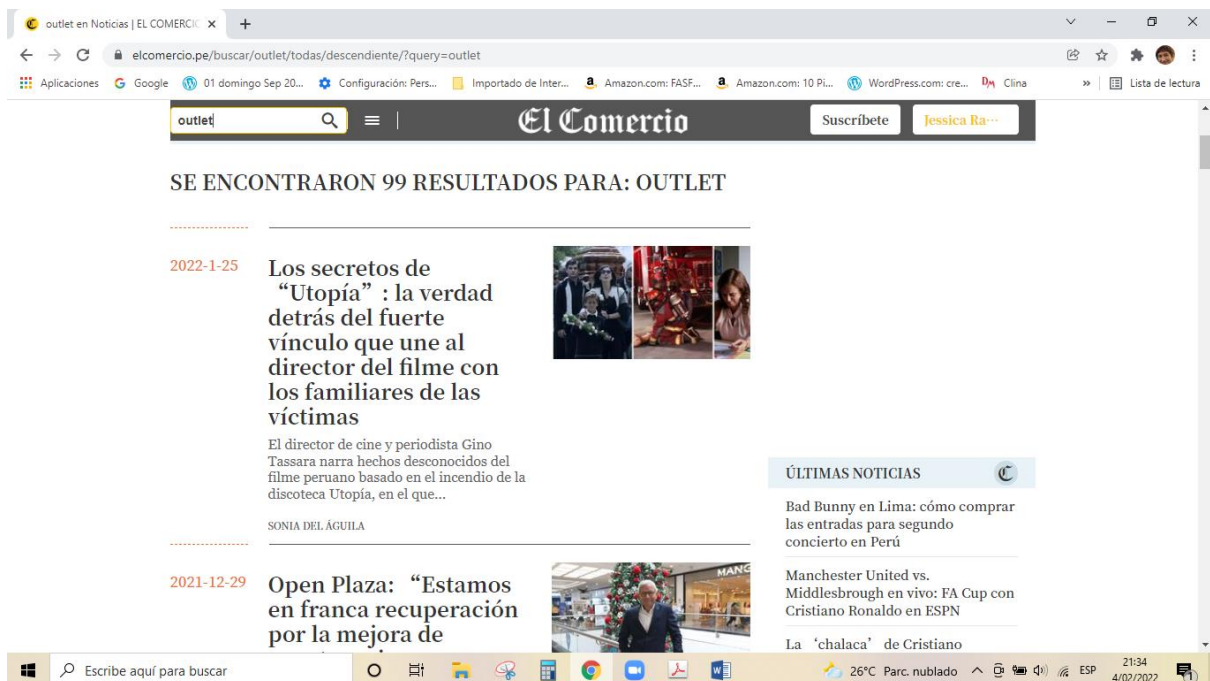 outlet en Noticias | EL COMERCIO
elcomercio.pe/buscar/outlet/todas/descendiente/?query=outlet
Aplicaciones Google 01 domingo Sep 20... Configuración: Pers... Importado de Inter... Amazon.com: FASF... Amazon.com: 10 Pi... WordPress.com: cre... Clina » Lista de lectura
outlet El Comercio Suscríbete Jessica Ra···
SE ENCONTRARON 99 RESULTADOS PARA: OUTLET
2022-1-25
Los secretos de
“Utopía”: la verdad
detrás del fuerte
vínculo que une al
director del filme con
los familiares de las
víctimas
El director de cine y periodista Gino
Tassara narra hechos desconocidos del
filme peruano basado en el incendio de la
discoteca Utopía, en el que...
SONIA DEL ÁGUILA
2021-12-29
Open Plaza: “Estamos
en franca recuperación
por la mejora de
MANG
ÚLTIMAS NOTICIAS
Bad Bunny en Lima: cómo comprar
las entradas para segundo
concierto en Perú
Manchester United vs.
Middlesbrough en vivo: FA Cup con
Cristiano Ronaldo en ESPN
La ‘chalaca’ de Cristiano
Escribe aquí para buscar
26°C Parc. nublado ESP 21:34
4/02/2022